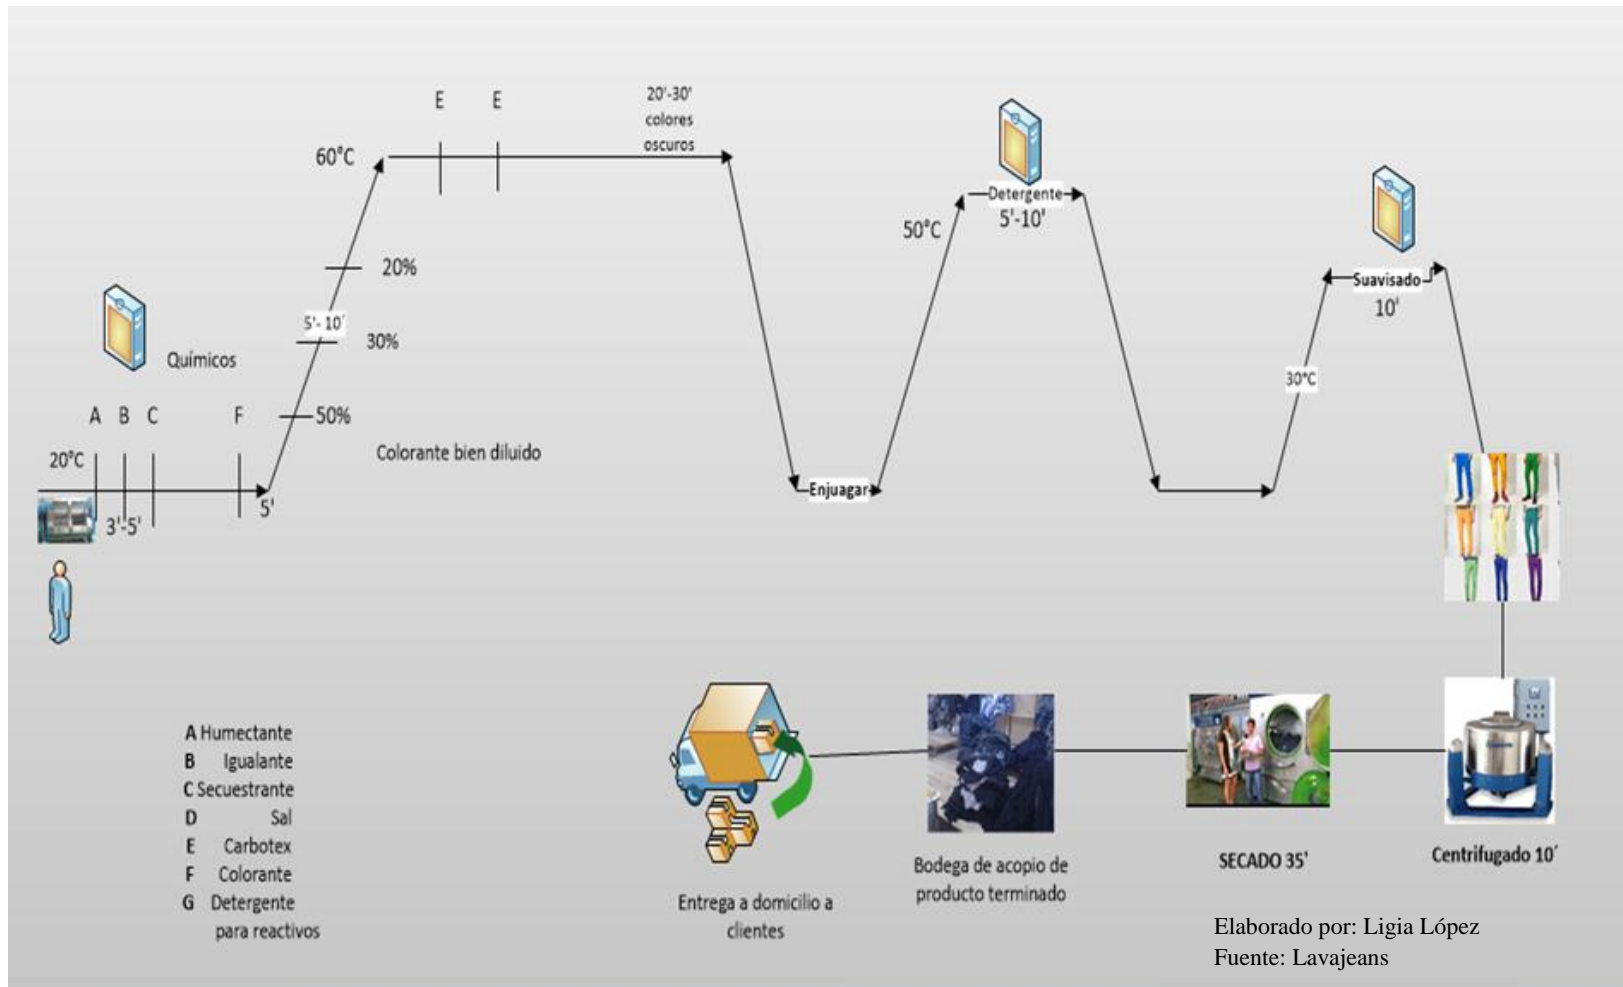 E E
20'-30'
colores
oscuros
60°C
Detergente
5'-10'
50°C
20%
Suavisado
10'
5'- 10´
30%
Químicos
30°C
A B C F
50%
20°C
Colorante bien diluido
Enjuagar
5'
3'-5'
A Humectante
B Igualante
C Secuestrante
D Sal
E Carbotex
F Colorante
G Detergente
para reactivos
Entrega a domicilio a
clientes
Bodega de acopio de
producto terminado
SECADO 35'
Centrifugado 10´
Elaborado por: Ligia López
Fuente: Lavajeans